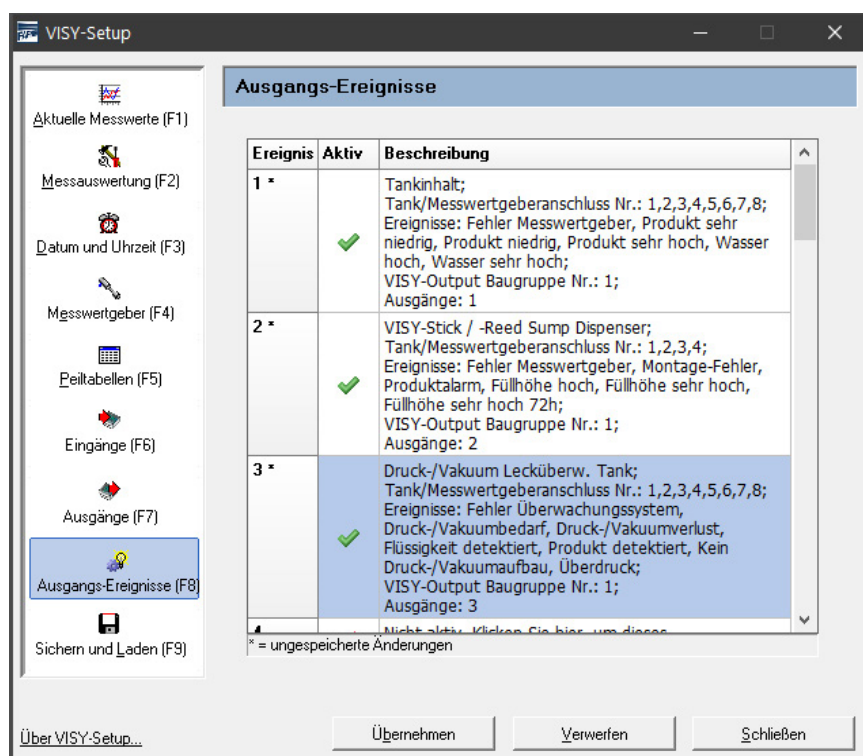 VISY-Setup
Aktuelle Messwerte (F1)
Messauswertung (F2)
Datum und Uhrzeit (F3)
Messwertgeber (F4)
Peiltabellen (F5)
Eingänge (F6)
Ausgänge (F7)
Ausgangs-Ereignisse (F8)
Sichern und Laden (F9)
Über VISY-Setup...
Ausgangs-Ereignisse
Ereignis Aktiv Beschreibung
1 *
Tankinhalt;
Tank/Messwertgeberanschluss Nr.: 1,2,3,4,5,6,7,8;
Ereignisse: Fehler Messwertgeber, Produkt sehr
niedrig, Produkt niedrig, Produkt sehr hoch, Wasser
hoch, Wasser sehr hoch;
VISY-Output Baugruppe Nr.: 1;
Ausgänge: 1
2 *
VISY-Stick / -Reed Sump Dispenser;
Tank/Messwertgeberanschluss Nr.: 1,2,3,4;
Ereignisse: Fehler Messwertgeber, Montage-Fehler,
Produktalarm, Füllhöhe hoch, Füllhöhe sehr hoch,
Füllhöhe sehr hoch 72h;
VISY-Output Baugruppe Nr.: 1;
Ausgänge: 2
3 *
Druck-/Vakuum Lecküberw. Tank;
Tank/Messwertgeberanschluss Nr.: 1,2,3,4,5,6,7,8;
Ereignisse: Fehler Überwachungssystem,
Druck-/Vakuumbedarf, Druck-/Vakuumverlust,
Flüssigkeit detektiert, Produkt detektiert, Kein
Druck-/Vakuumaufbau, Überdruck;
VISY-Output Baugruppe Nr.: 1;
Ausgänge: 3
4
Nicht aktiv. Klicken Sie hier, um dieses
* = ungespeicherte Änderungen
Übernehmen
Verwerfen
Schließen